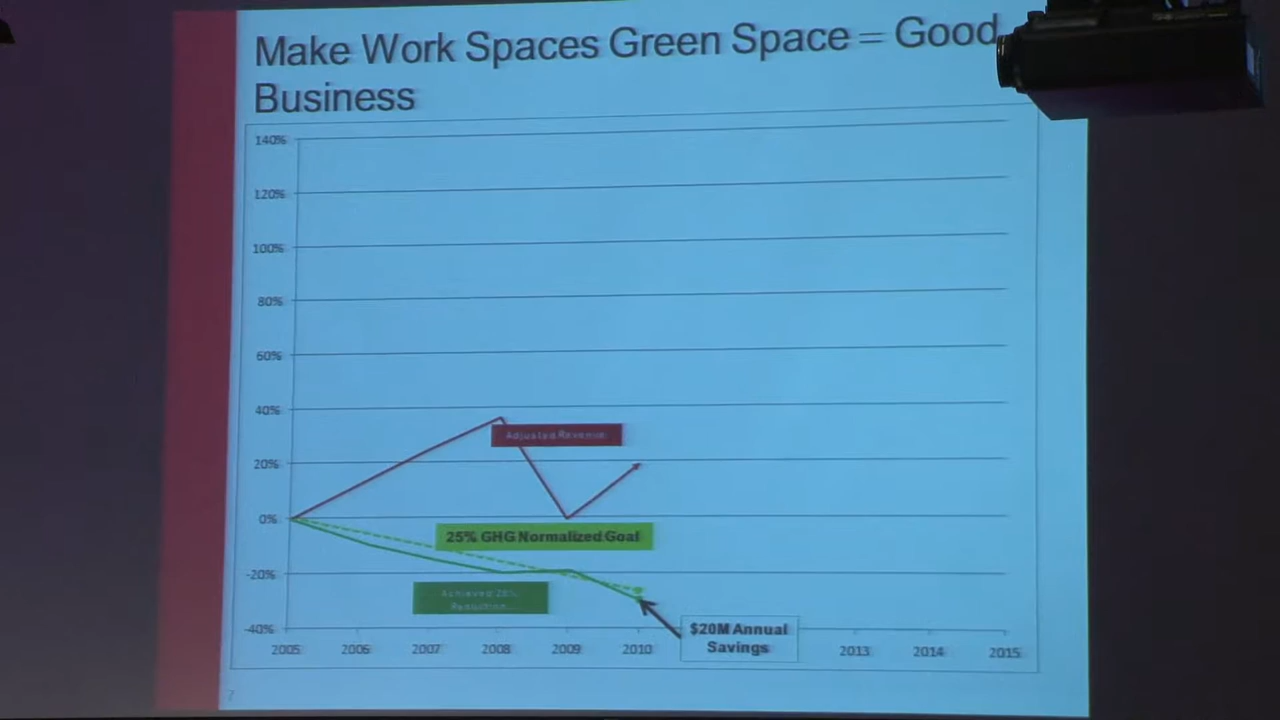 Make Work Spaces Green Space = Good
Business
140%
120%
100%
80%
60%
40%
20%
0%
-20%
-40%
Adjusted Revenue
25% GHG Normalized Goal
Achieved
Reduction
$20M Annual
Savings
2005 2006 2007 2008 2009 2010 2013 2014 2015
7